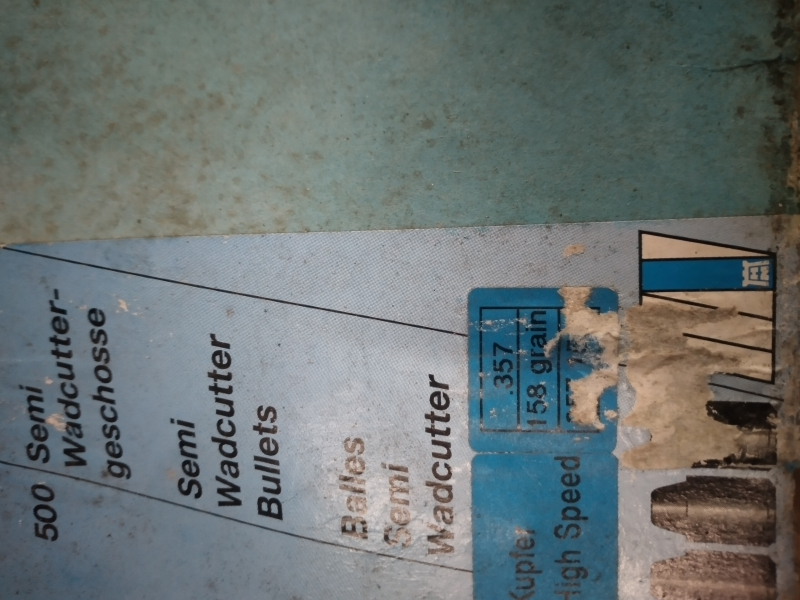 500 Semi
Wadcutter-
geschosse
Semi
Wadcutter
Bullets
Balles
Semi
Wadcutter
.357
158 grain
Kupfer
High Speed